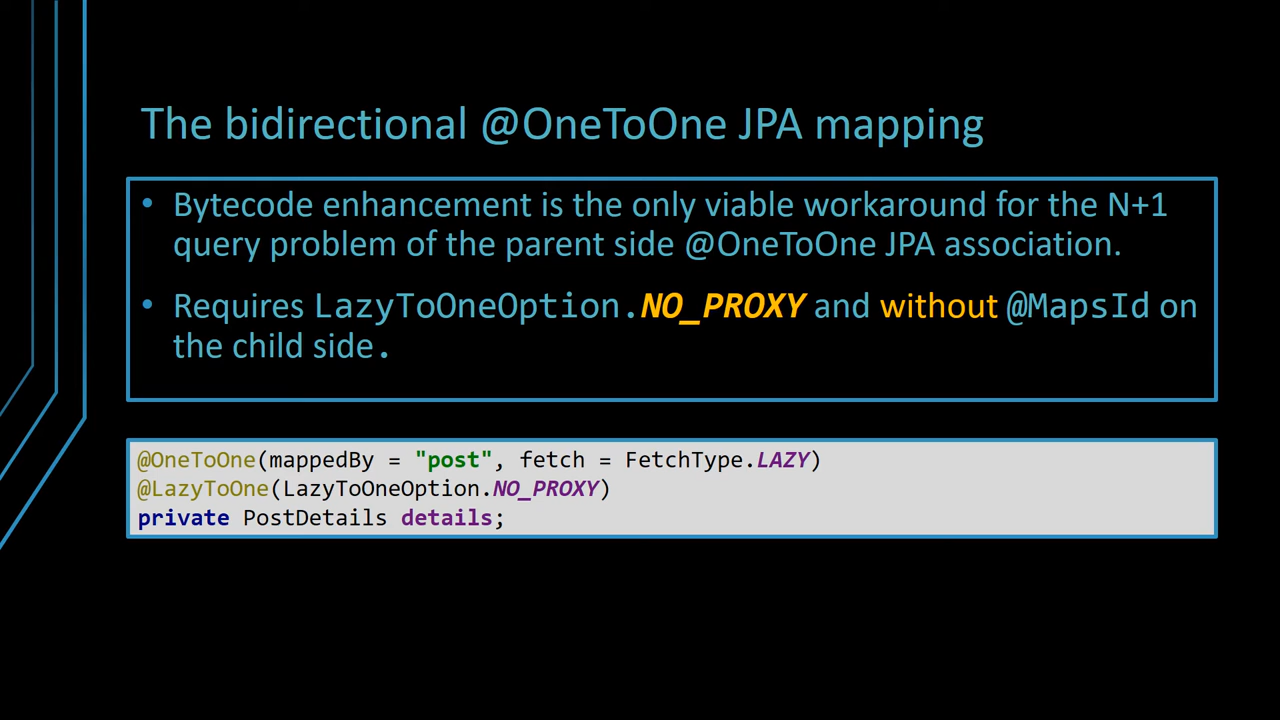 The bidirectional @OneToOne JPA mapping
• Bytecode enhancement is the only viable workaround for the N+1
query problem of the parent side @OneToOne JPA association.
• Requires LazyToOneOption.NO_PROXY and without @MapsId on
the child side.
@OneToOne(mappedBy = "post", fetch = FetchType.LAZY)
@LazyToOne(LazyToOneOption.NO_PROXY)
private PostDetails details;